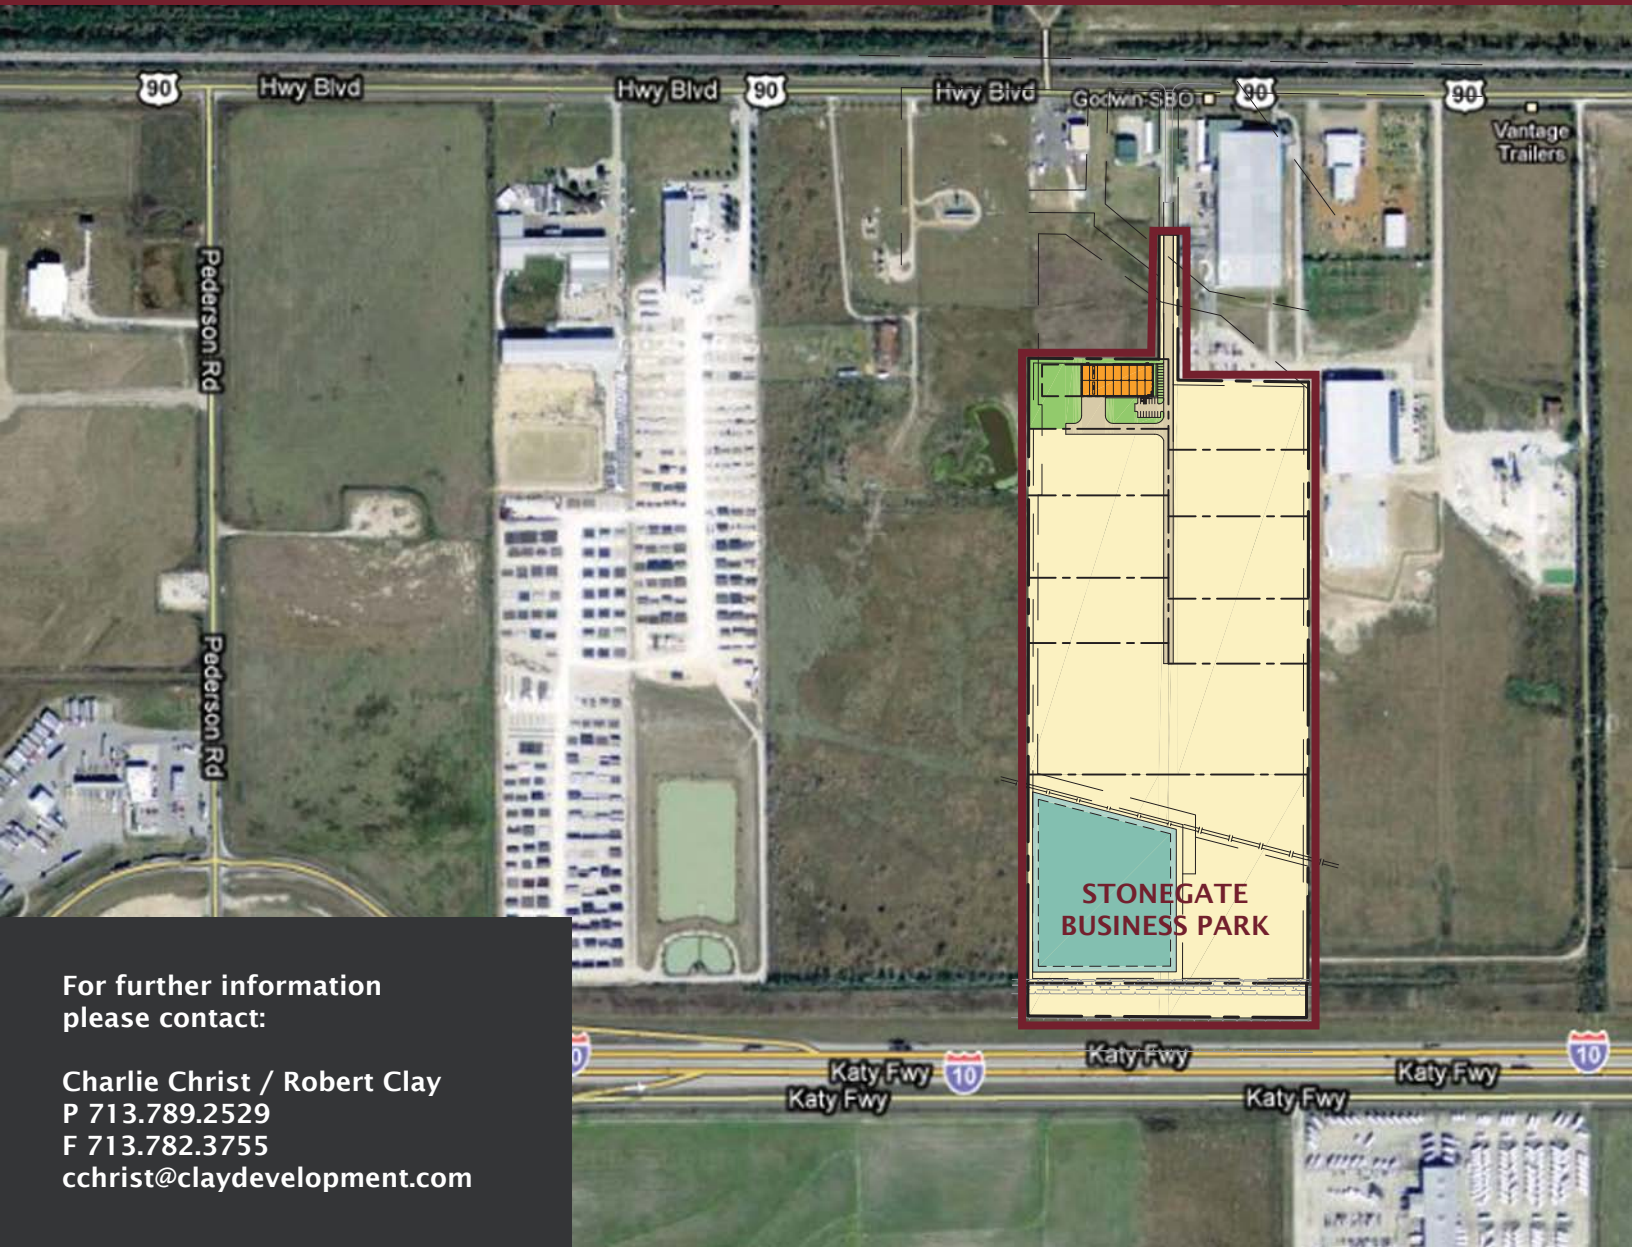 90
Hwy Blvd
Hwy Blvd
90
Hwy Blvd
Godwin SBO
90
90
Vantage
Trailers
Pederson Rd
Pederson Rd
STONEGATE
BUSINESS PARK
Katy Fwy
10
Katy Fwy
10
Katy Fwy
Katy Fwy
Katy Fwy
For further information
please contact:
Charlie Christ / Robert Clay
P 713.789.2529
F 713.782.3755
cchrist@claydevelopment.com